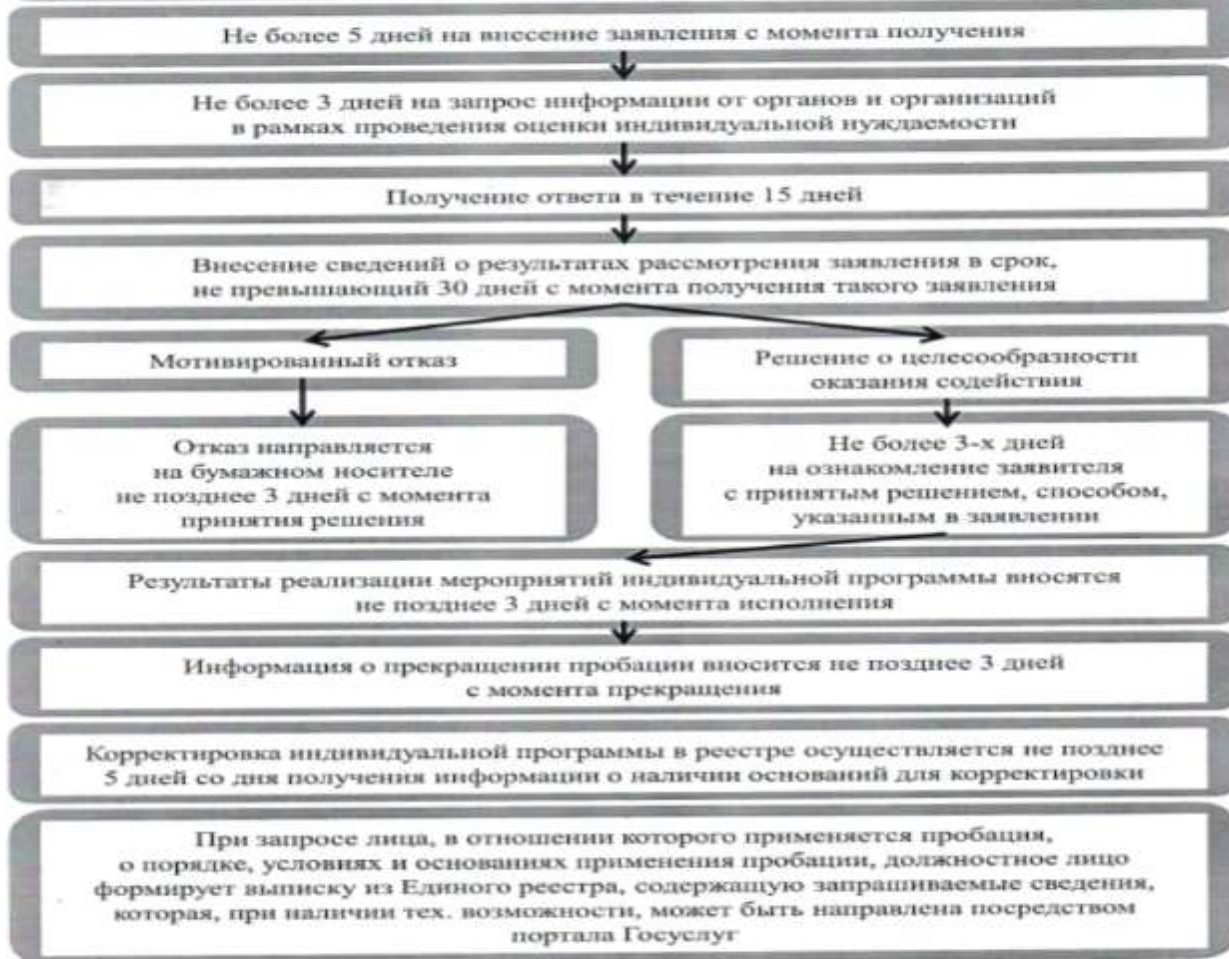 Не более 5 дней на внесение заявления с момента получения
Не более 3 дней на запрос информации от органов и организаций
в рамках проведения оценки индивидуальной нуждаемости
Получение ответа в течение 15 дней
Внесение сведений о результатах рассмотрения заявления в срок,
не превышающий 30 дней с момента получения такого заявления
Мотивированный отказ
Решение о целесообразности
оказания содействия
Отказ направляется
на бумажном носителе
не позднее 3 дней с момента
принятия решения
Не более 3-х дней
на ознакомление заявителя
с принятым решением, способом,
указанным в заявлении
Результаты реализации мероприятий индивидуальной программы вносятся
не позднее 3 дней с момента исполнения
Информация о прекращении пробации вносится не позднее 3 дней
с момента прекращения
Корректировка индивидуальной программы в реестре осуществляется не позднее
5 дней со дня получения информации о наличии оснований для корректировки
При запросе лица, в отношении которого применяется пробация,
о порядке, условиях и основаниях применения пробации, должностное лицо
формирует выписку из Единого реестра, содержащую запрашиваемые сведения,
которая, при наличии тех. возможности, может быть направлена посредством
портала Госуслуг